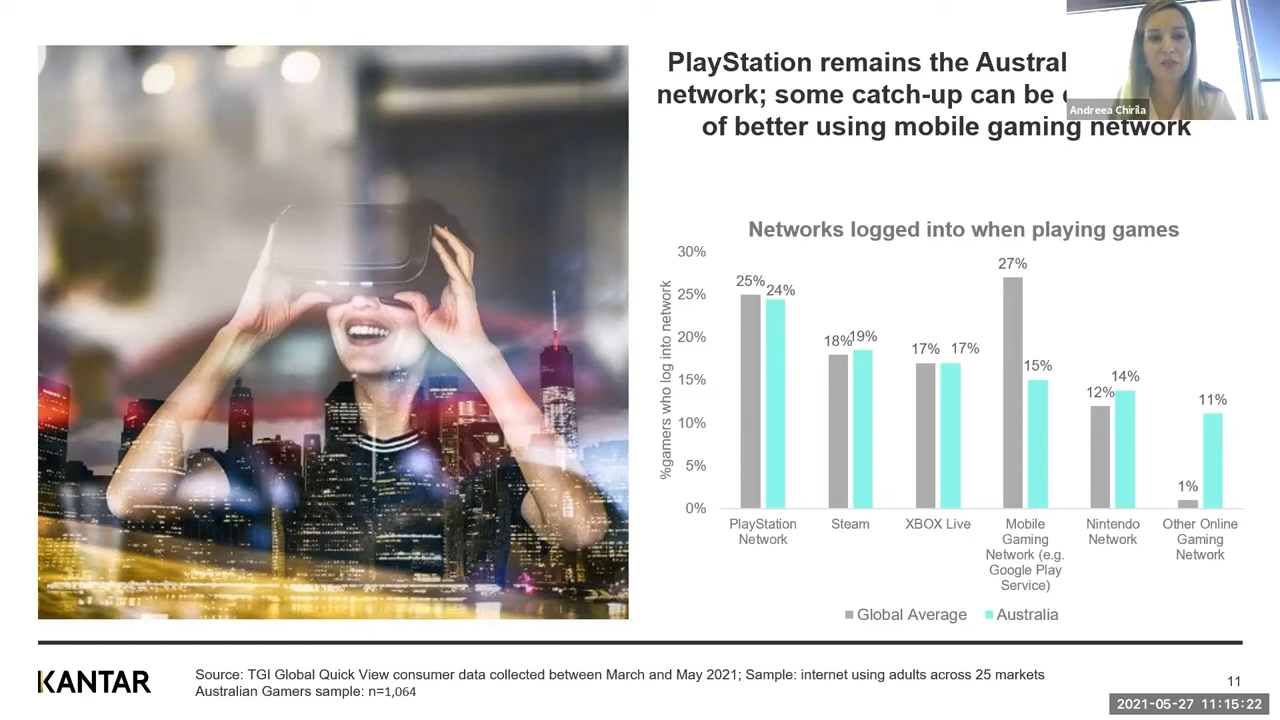 PlayStation remains the Austral
network; some catch-up can be
of better using mobile gaming network
Andreea Chirila
Networks logged into when playing games
%gamers who log into network
30%
25%
20%
15%
10%
5%
0%
25%
24%
18%
19%
17%
17%
27%
15%
12%
14%
1%
11%
PlayStation
Network
Steam
XBOX Live
Mobile
Gaming
Network (e.g.
Google Play
Service)
Nintendo
Network
Other Online
Gaming
Network
Global Average
Australia
KANTAR
Source: TGI Global Quick View consumer data collected between March and May 2021; Sample: internet using adults across 25 markets
Australian Gamers sample: n=1,064
11
2021-05-27 11:15:22